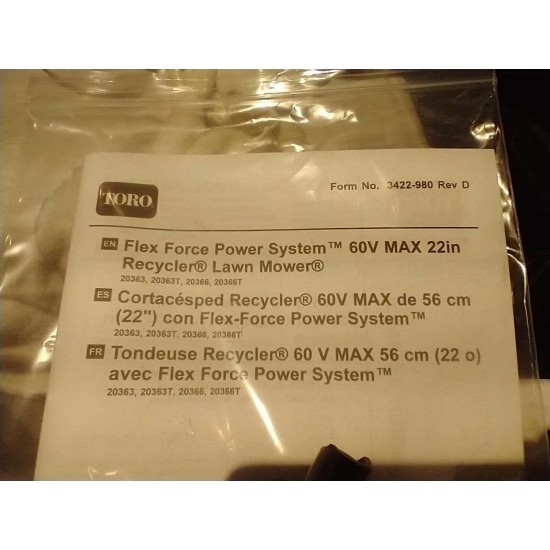 TORO
Form No. 3422-980 Rev D
EN Flex Force Power System™ 60V MAX 22in
Recycler® Lawn Mower®
20363, 20363T, 20366, 20366T
ES Cortacésped Recycler® 60V MAX de 56 cm
(22") con Flex-Force Power System™
20363, 20363T, 20366, 20366T
FR Tondeuse Recycler® 60 V MAX 56 cm (22 o)
avec Flex Force Power System™
20363, 20363T, 20366, 20366T